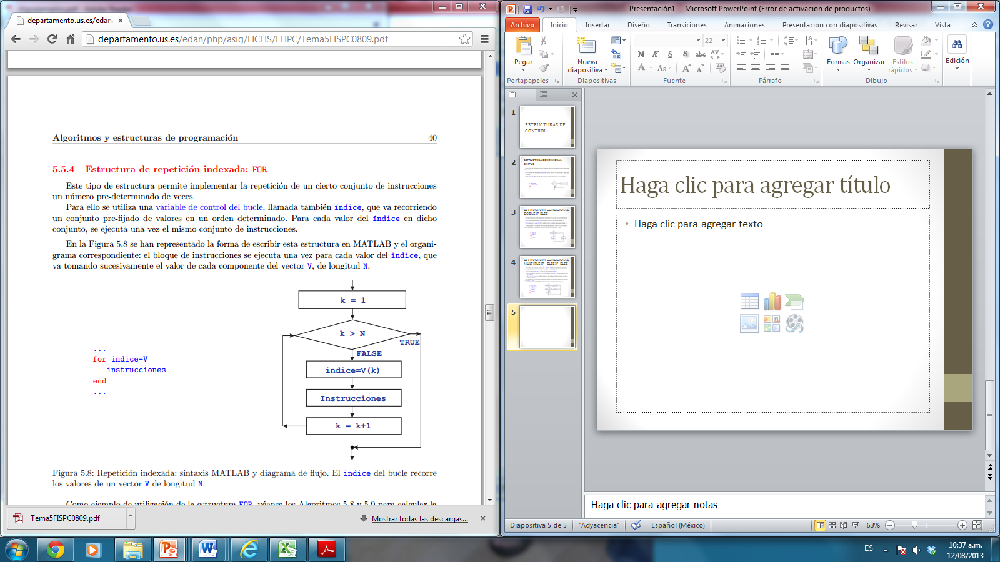 departamento.us.es/edan,
departamento.us.es/edan/php/asig/LICFIS/LFIPC/Tema5FISPC0809.pdf
Algoritmos y estructuras de programación 40
5.5.4 Estructura de repetición indexada: FOR
Este tipo de estructura permite implementar la repetición de un cierto conjunto de instrucciones
un número pre-determinado de veces.
Para ello se utiliza una variable de control del bucle, llamada también índice, que va recorriendo
un conjunto pre-fijado de valores en un orden determinado. Para cada valor del índice en dicho
conjunto, se ejecuta una vez el mismo conjunto de instrucciones.
En la Figura 5.8 se han representado la forma de escribir esta estructura en MATLAB y el organi-
grama correspondiente: el bloque de instrucciones se ejecuta una vez para cada valor del indice, que
va tomando sucesivamente el valor de cada componente del vector V, de longitud N.
...
for indice=V
instrucciones
end
...
k = 1
k > N
TRUE
FALSE
indice=V(k)
Instrucciones
k = k+1
Figura 5.8: Repetición indexada: sintaxis MATLAB y diagrama de flujo. El indice del bucle recorre
los valores de un vector V de longitud N.
Como ejemplo de utilización de la estructura FOR, véanse los Algoritmos 5.8 y 5.9 para calcular la
Tema5FISPC0809.pdf
Mostrar todas las descargas...
Presentación1 - Microsoft PowerPoint (Error de activación de productos)
Archivo Inicio Insertar Diseño Transiciones Animaciones Presentación con diapositivas Revisar Vista
Pegar
Portapapeles
Nueva
diapositiva
Diapositivas
22
N K S S abc AV
A Aa A A
Fuente
Párrafo
Formas Organizar Estilos
rápidos
Dibujo
Edición
1
ESTRUCTURAS DE
CONTROL
2
ESTRUCTURA CONDICIONAL
SIMPLE
3
ESTRUCTURA CONDICIONAL
DOBLE IF-ELSE
4
ESTRUCTURA CONDICIONAL
MULTIPLE IF - ELSE IF- ELSE
5
Haga clic para agregar título
• Haga clic para agregar texto
Haga clic para agregar notas
Diapositiva 5 de 5 "Adyacencia" Español (México) 63%
ES
10:37 a.m.
12/08/2013